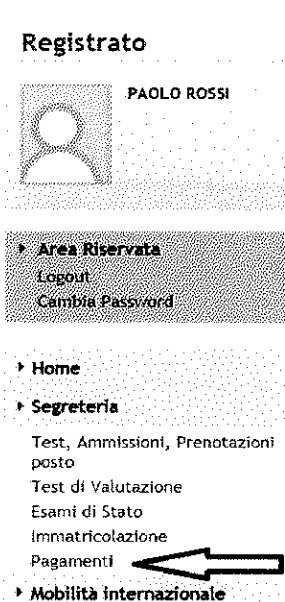 Registrato
PAOLO ROSSI
Area Riservata
Logout
Cambia Password
Home
Segreteria
Test, Ammissioni, Prenotazioni
posto
Test di Valutazione
Esami di Stato
Immatricolazione
Pagamenti
Mobilità internazionale